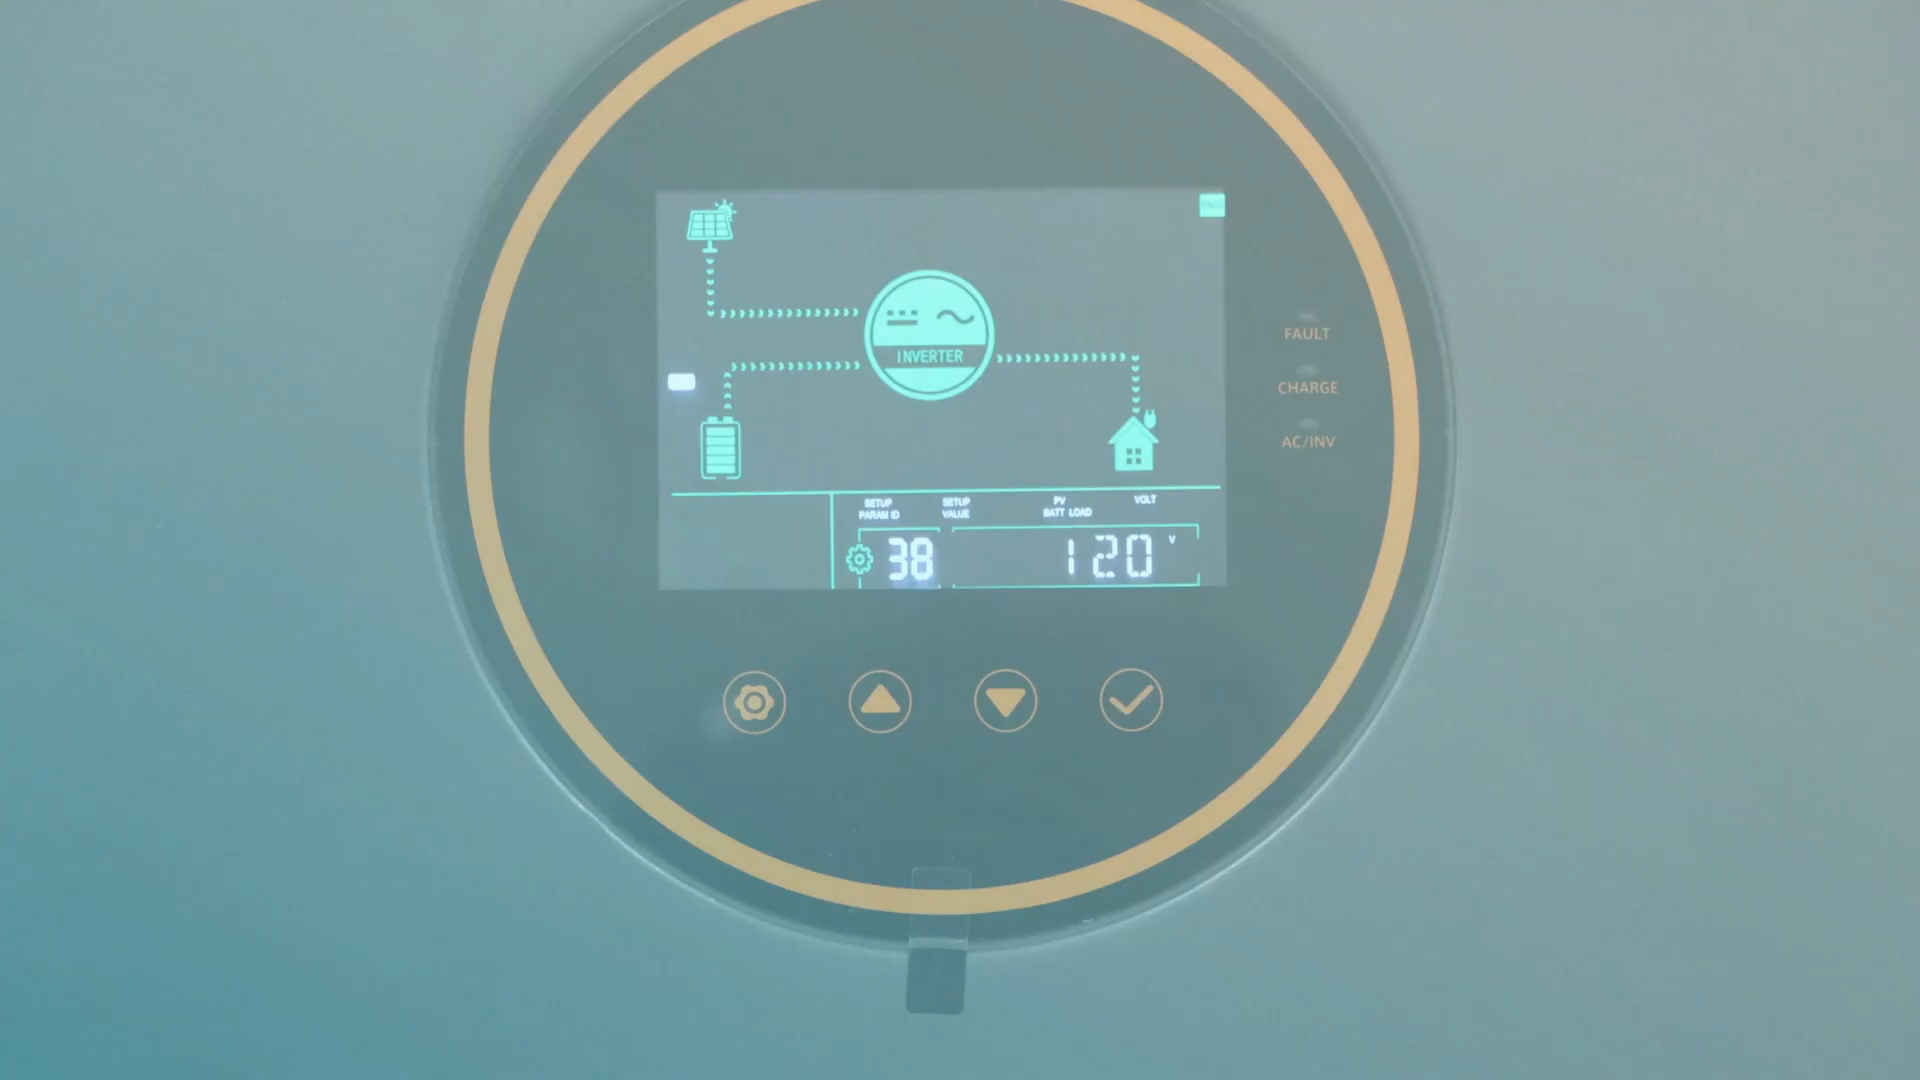 INVERTER
FAULT
CHARGE
AC/INV
SETUP PARAM ID
SETUP VALUE
PV BATT LOAD
VOLT
38
120 V